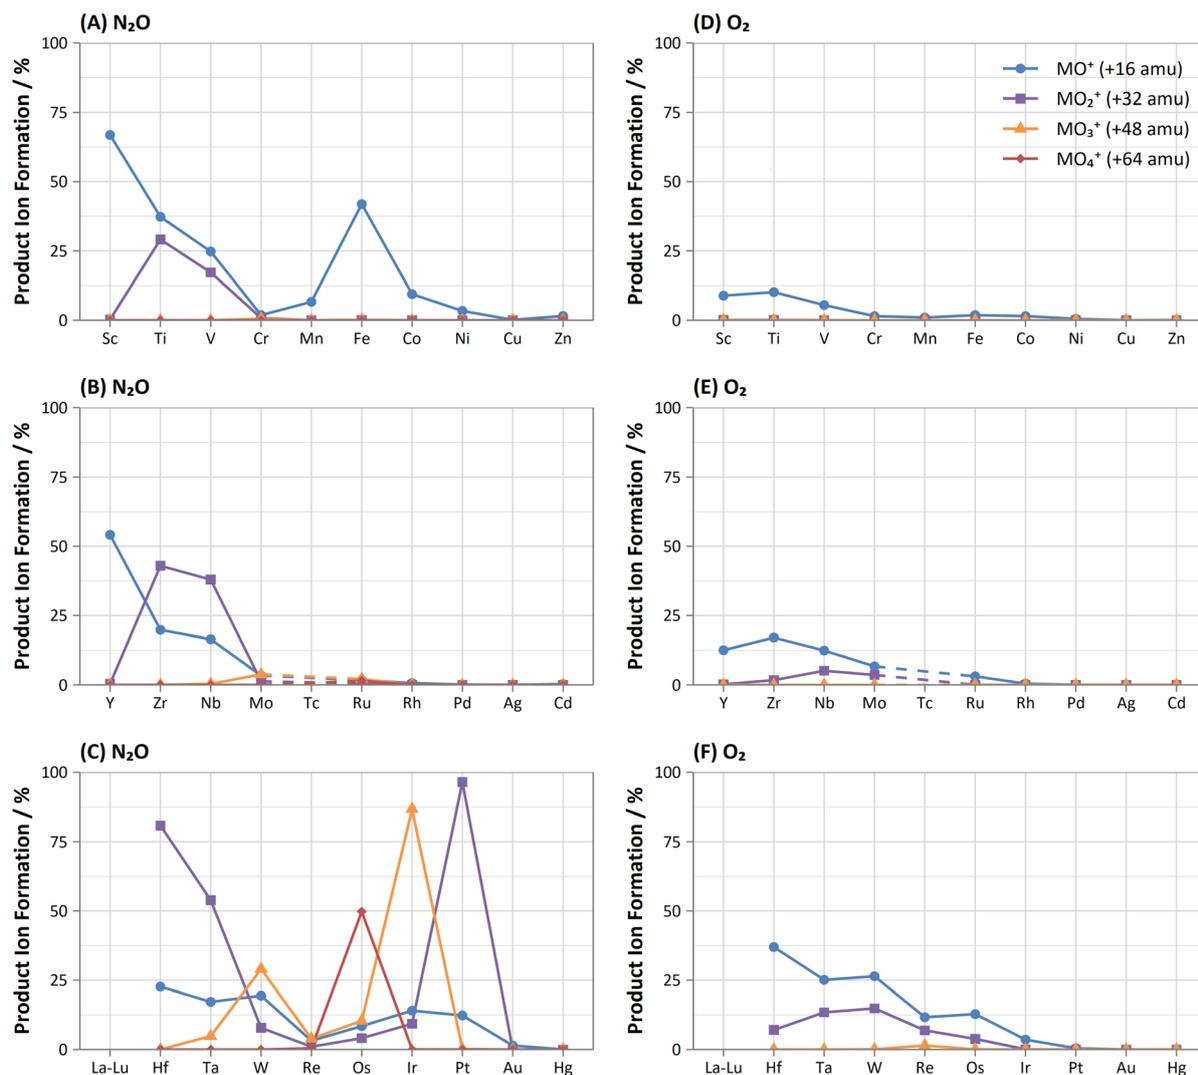 (A) N₂O
Product Ion Formation / %
100
75
50
25
0
Sc Ti V Cr Mn Fe Co Ni Cu Zn
(D) O₂
Product Ion Formation / %
100
75
50
25
0
MO⁺ (+16 amu)
MO₂⁺ (+32 amu)
MO₃⁺ (+48 amu)
MO₄⁺ (+64 amu)
Sc Ti V Cr Mn Fe Co Ni Cu Zn
(B) N₂O
Product Ion Formation / %
100
75
50
25
0
Y Zr Nb Mo Tc Ru Rh Pd Ag Cd
(E) O₂
Product Ion Formation / %
100
75
50
25
0
Y Zr Nb Mo Tc Ru Rh Pd Ag Cd
(C) N₂O
Product Ion Formation / %
100
75
50
25
0
La-Lu Hf Ta W Re Os Ir Pt Au Hg
(F) O₂
Product Ion Formation / %
100
75
50
25
0
La-Lu Hf Ta W Re Os Ir Pt Au Hg